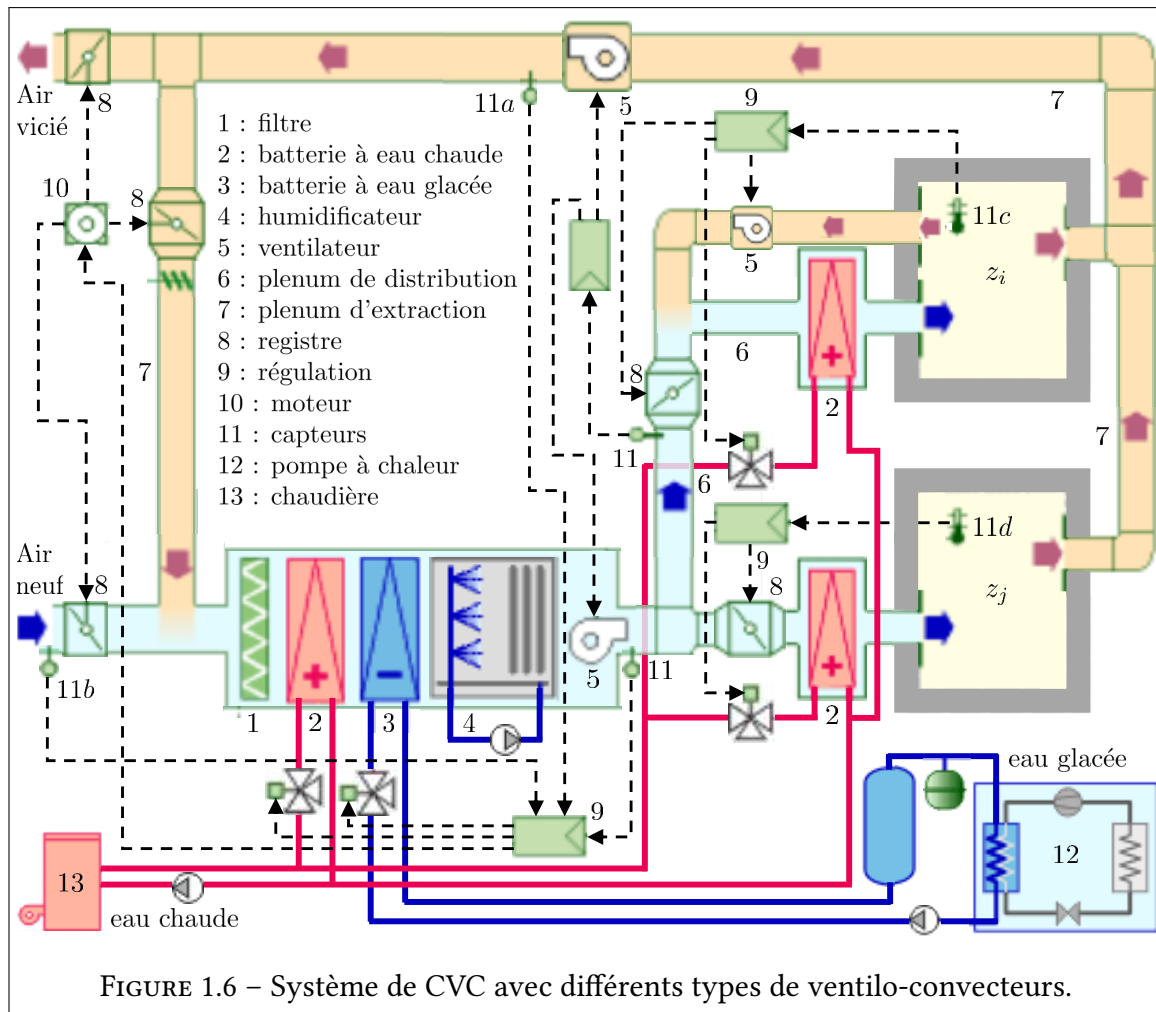 Air
vicié
8
11a
5
9
7
1 : filtre
2 : batterie à eau chaude
3 : batterie à eau glacée
4 : humidificateur
5 : ventilateur
6 : plenum de distribution
7 : plenum d'extraction
8 : registre
9 : régulation
10 : moteur
11 : capteurs
12 : pompe à chaleur
13 : chaudière
10
8
11c
5
zi
6
7
8
2
7
11
6
11d
Air
neuf
8
9
8
zj
11b
1
2
3
4
5
11
2
9
eau glacée
12
13
eau chaude
FIGURE 1.6 – Système de CVC avec différents types de ventilo-convecteurs.